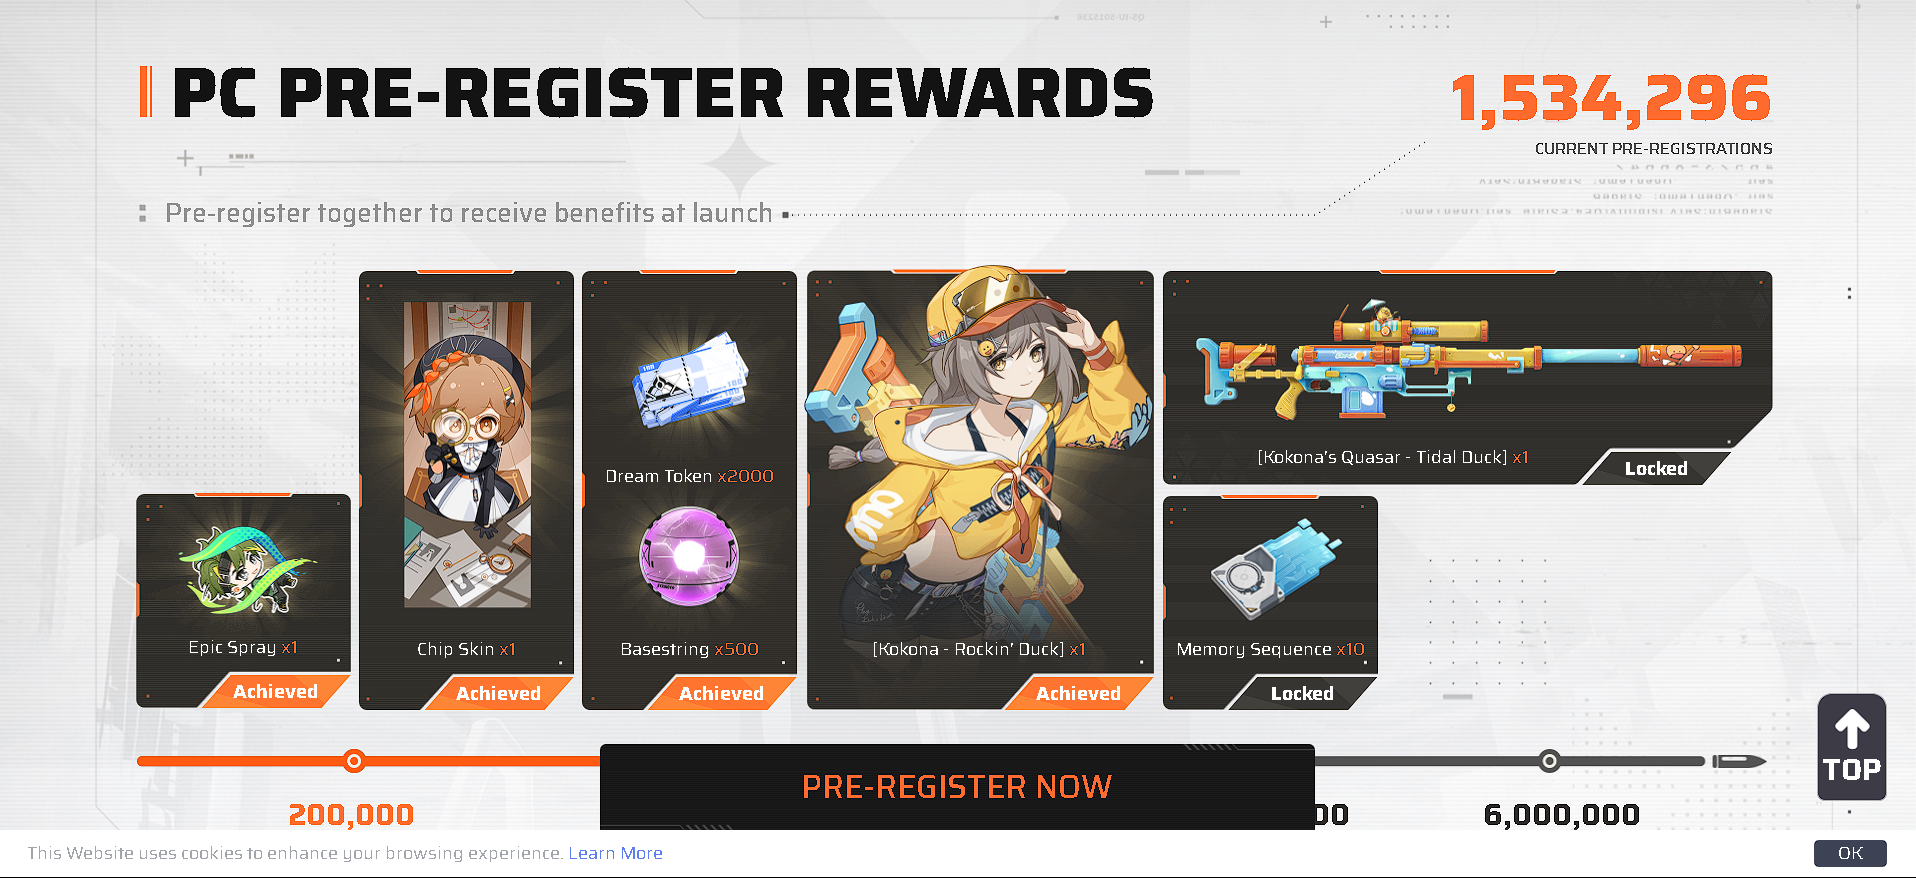 PC PRE-REGISTER REWARDS
1,534,296
CURRENT PRE-REGISTRATIONS
Pre-register together to receive benefits at launch
Epic Spray x1
Achieved
Chip Skin x1
Achieved
Dream Token x2000
Basestring x500
Achieved
[Kokona - Rockin' Duck] x1
Achieved
[Kokona's Quasar - Tidal Duck] x1
Locked
Memory Sequence x10
Locked
200,000
PRE-REGISTER NOW
6,000,000
TOP
This Website uses cookies to enhance your browsing experience. Learn More
OK